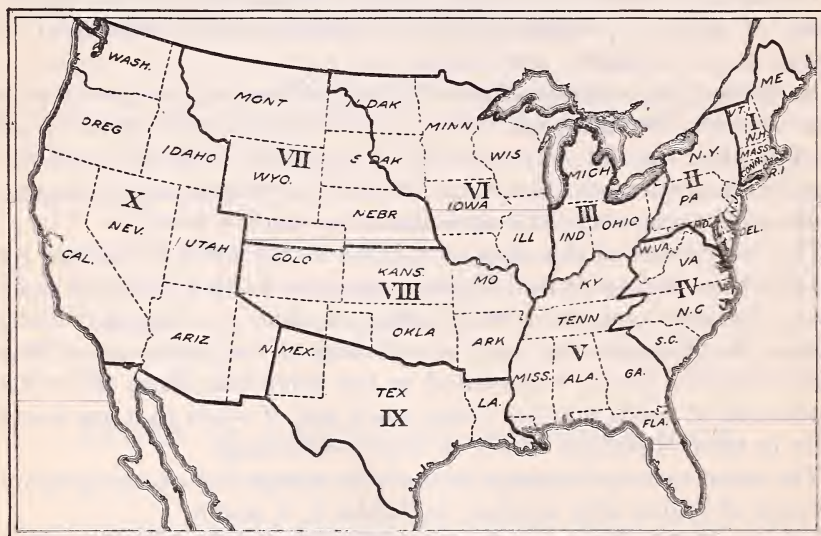 WASH.
MONT
N. DAK
MINN
ME
VT.
I
N.H.
MASS.
CONN.
R.I
OREG
IDAHO
VII
WYO.
S. DAK
WIS
MICH
N.Y.
II
PA
N.J.
VI
IOWA
NEBR
ILL
III
IND
OHIO
MD.
DEL.
X
NEV.
UTAH
CAL.
COLO
KANS.
VIII
MO
W.VA.
VA
KY
IV
N.C
TENN
ARIZ
N. MEX.
OKLA
ARK
S.C.
V
MISS.
ALA.
GA.
TEX
IX
LA.
FLA.